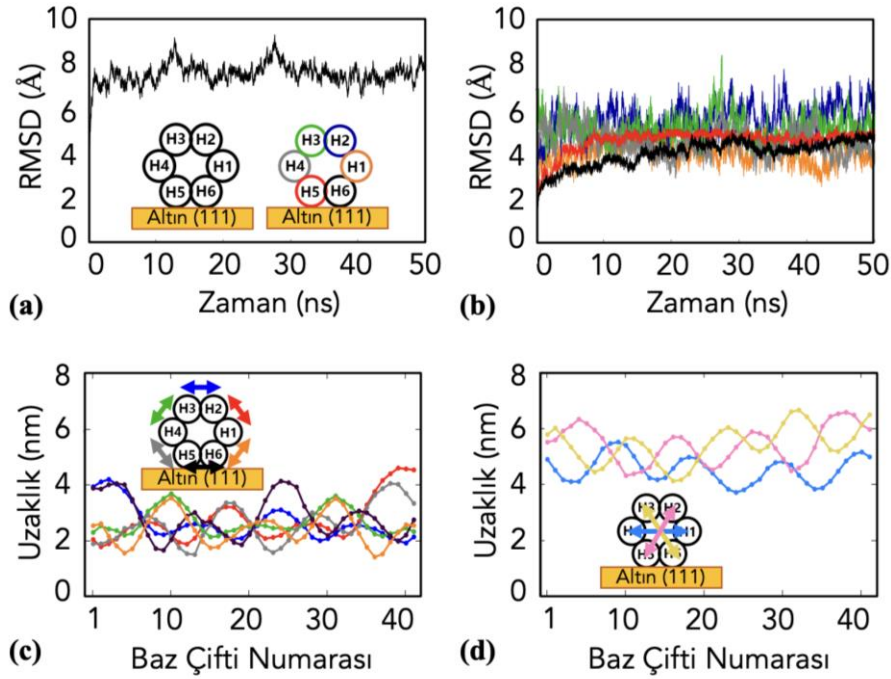 10
8
6
4
2
0
RMSD (Å)
H3 H2
H4 H1
H5 H6
Altın (111)
H3 H2
H4 H1
H5 H6
Altın (111)
0 10 20 30 40 50
Zaman (ns)
(a)
10
8
6
4
2
0
RMSD (Å)
0 10 20 30 40 50
Zaman (ns)
(b)
8
6
4
2
0
Uzaklık (nm)
H3 H2
H4 H1
H5 H6
Altın (111)
1 10 20 30 40
Baz Çifti Numarası
(c)
8
6
4
2
0
Uzaklık (nm)
H3 H2
Altın (111)
1 10 20 30 40
Baz Çifti Numarası
(d)